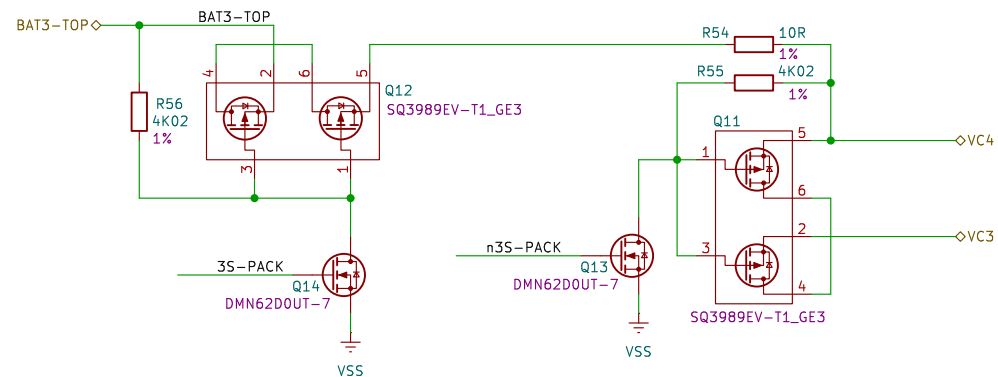 BAT3-TOP
BAT3-TOP
R54
10R
1%
R55
4K02
1%
4
2
6
5
Q12
SQ3989EV-T1_GE3
R56
4K02
1%
3
1
Q11
1
5
6
3
2
4
SQ3989EV-T1_GE3
VC4
VC3
3S-PACK
Q14
DMN62D0UT-7
VSS
n3S-PACK
Q13
DMN62D0UT-7
VSS